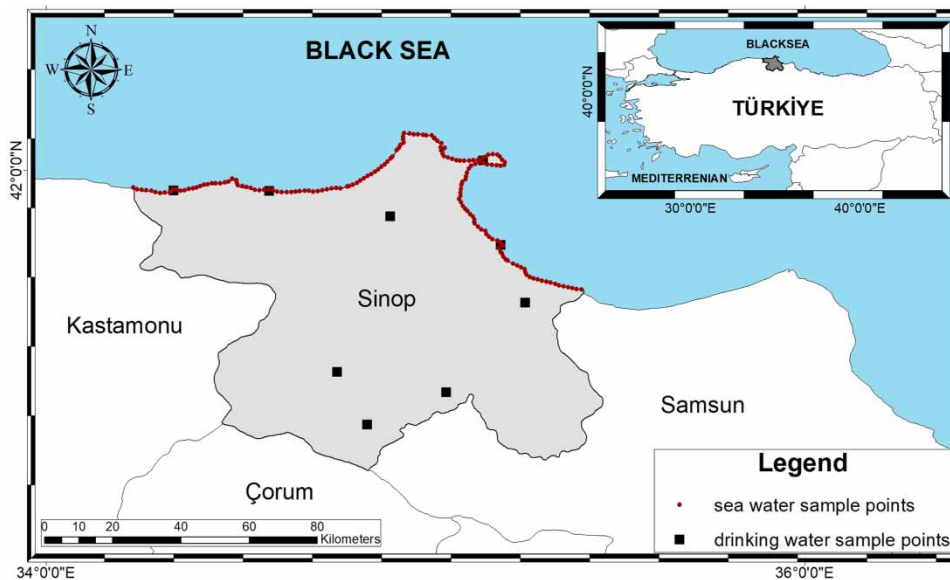 BLACK SEA
N
W E
S
BLACKSEA
TÜRKİYE
MEDITERRENIAN
40°0'0"N
30°0'0"E 40°0'0"E
42°0'0"N
Sinop
Kastamonu
Samsun
Çorum
Legend
sea water sample points
drinking water sample points
0 5 10 20 40 60 80
Kilometers
34°0'0"E 36°0'0"E